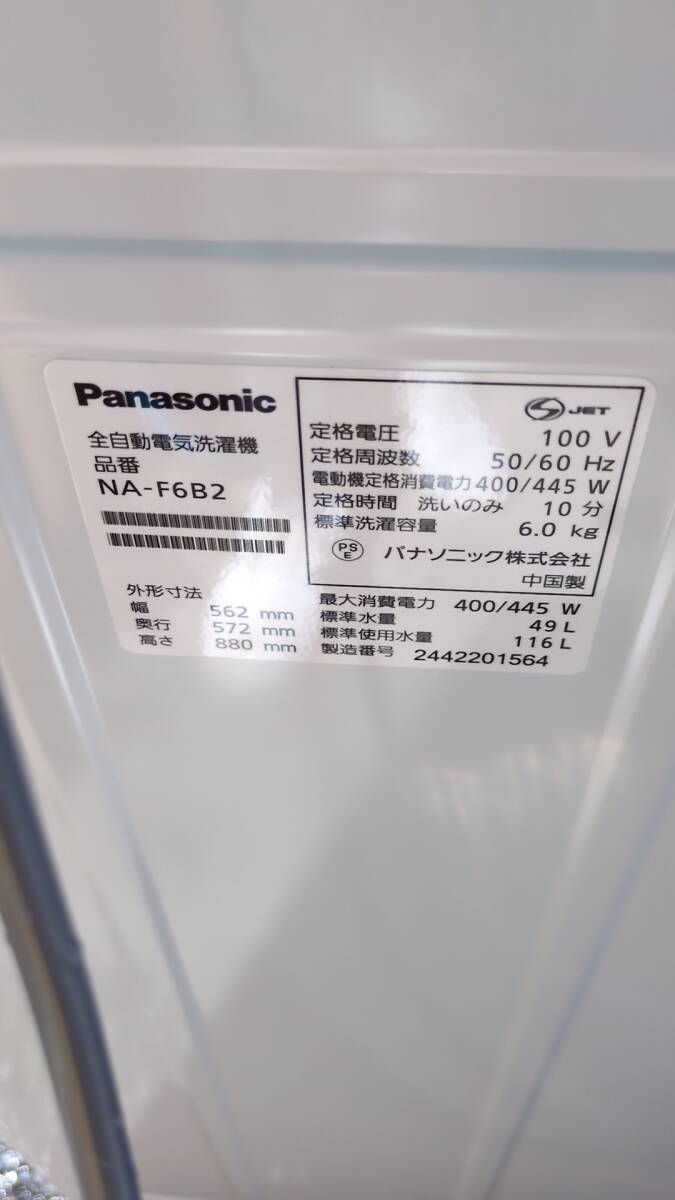 Panasonic
全自動電気洗濯機
品番
NA-F6B2
外形寸法
幅 562 mm
奥行 572 mm
高さ 880 mm
JET
定格電圧 100 V
定格周波数 50/60 Hz
電動機定格消費電力 400/445 W
定格時間 洗いのみ 10 分
標準洗濯容量 6.0 kg
PSE パナソニック株式会社
中国製
最大消費電力 400/445 W
標準水量 49 L
標準使用水量 116 L
製造番号 2442201564